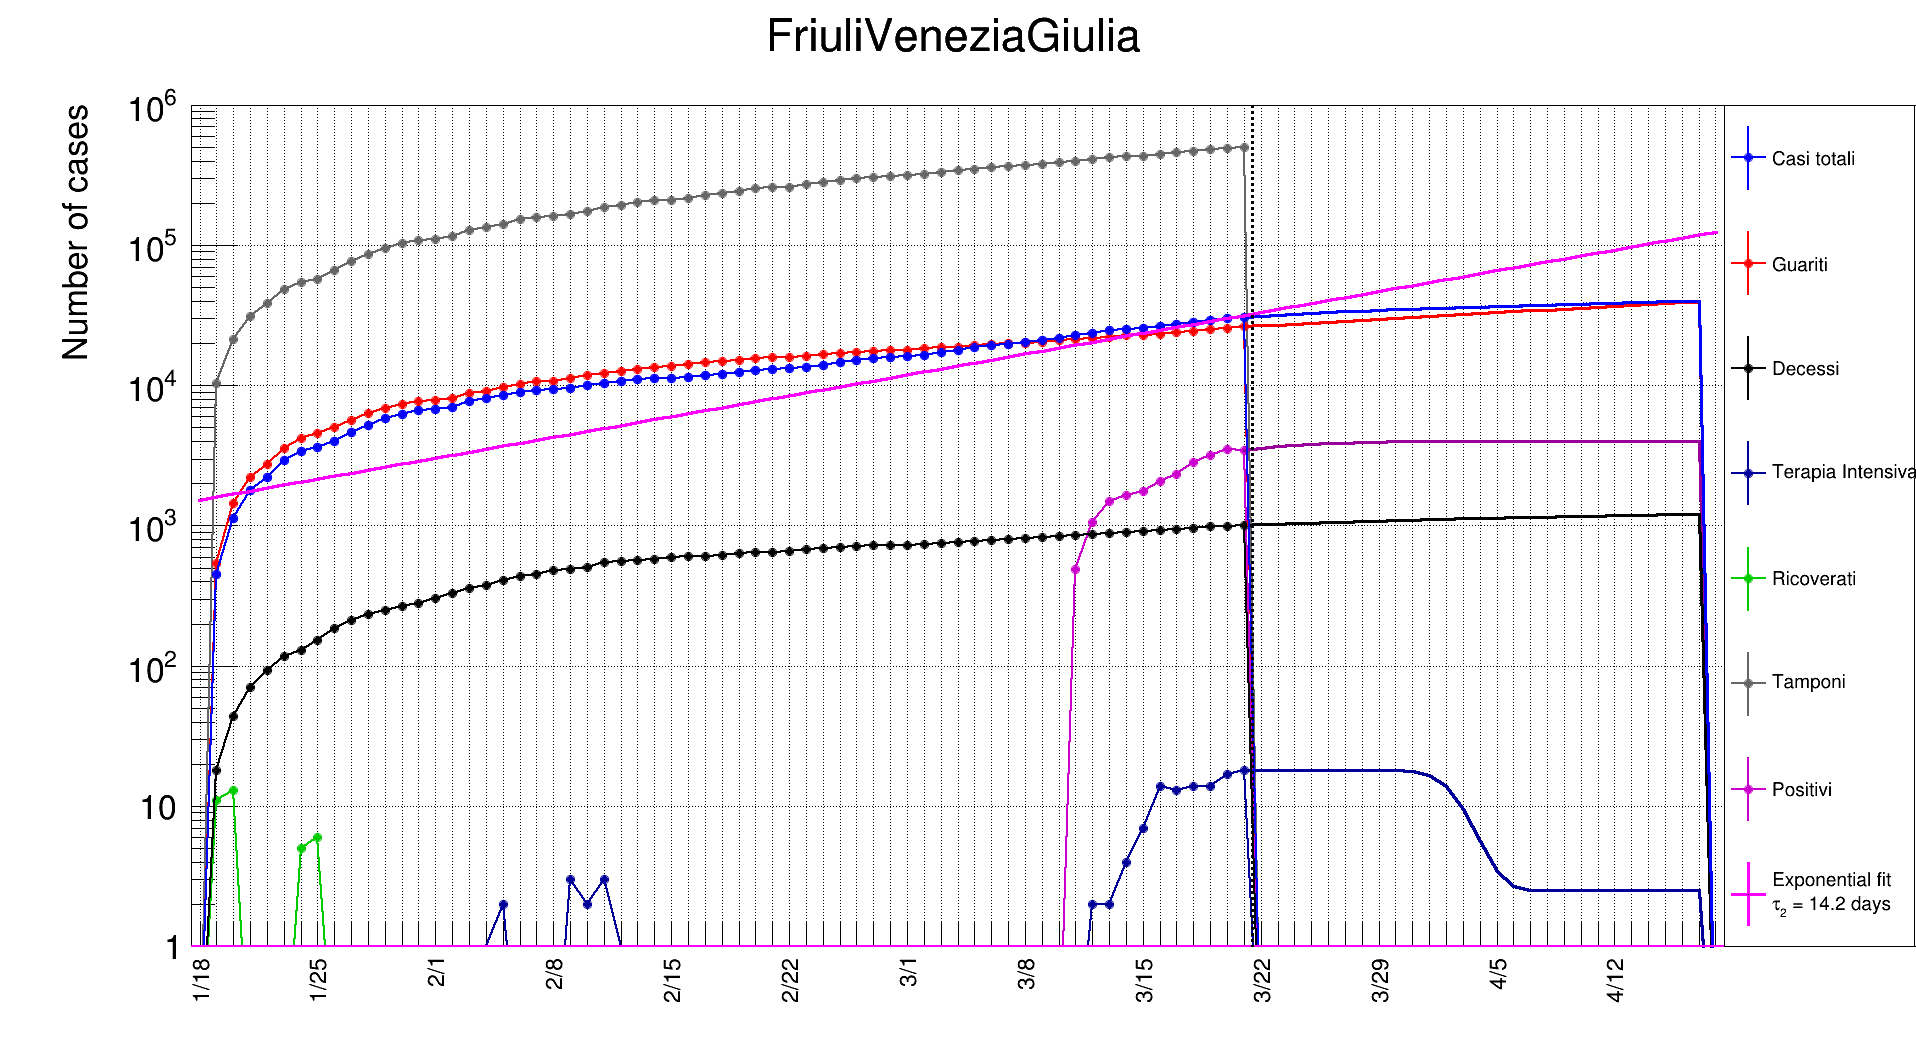 FriuliVeneziaGiulia
Number of cases
10^6
10^5
10^4
10^3
10^2
10
1
1/18
1/25
2/1
2/8
2/15
2/22
3/1
3/8
3/15
3/22
3/29
4/5
4/12
Casi totali
Guariti
Decessi
Terapia Intensiva
Ricoverati
Tamponi
Positivi
Exponential fit
τ_2 = 14.2 days